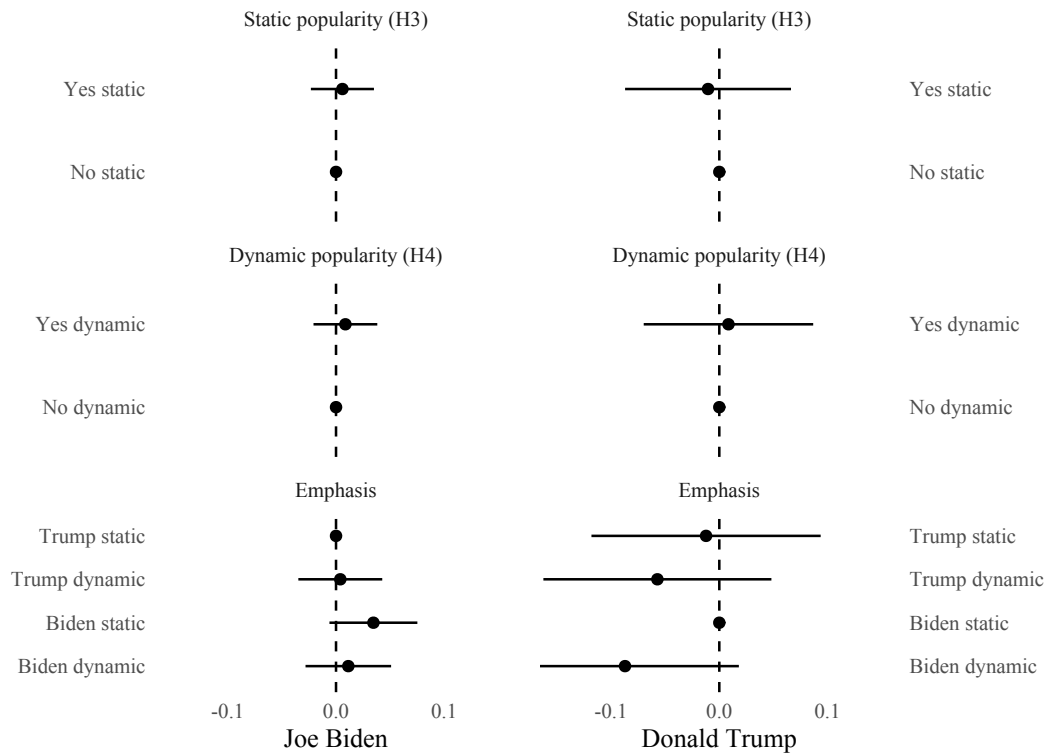 Static popularity (H3)
Static popularity (H3)
Yes static
Yes static
No static
No static
Dynamic popularity (H4)
Dynamic popularity (H4)
Yes dynamic
Yes dynamic
No dynamic
No dynamic
Emphasis
Emphasis
Trump static
Trump static
Trump dynamic
Trump dynamic
Biden static
Biden static
Biden dynamic
Biden dynamic
-0.1 0.0 0.1
-0.1 0.0 0.1
Joe Biden
Donald Trump